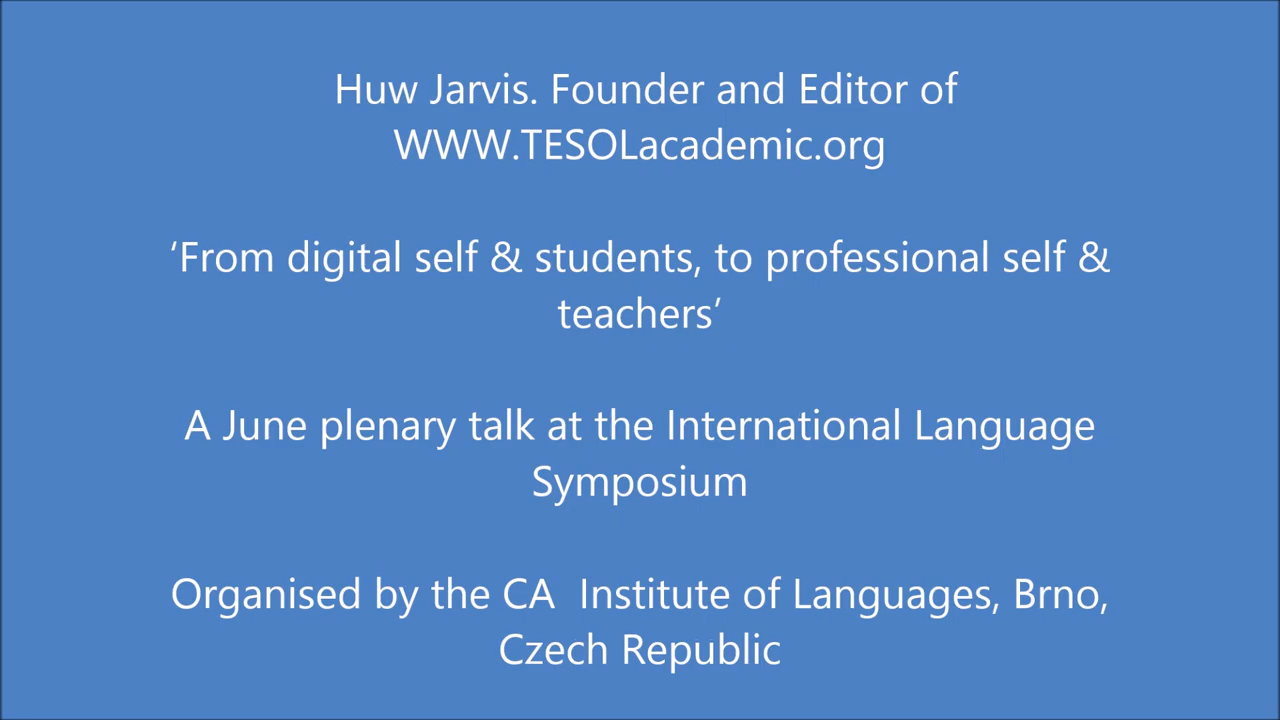 Huw Jarvis. Founder and Editor of
WWW.TESOLacademic.org
‘From digital self & students, to professional self &
teachers’
A June plenary talk at the International Language
Symposium
Organised by the CA  Institute of Languages, Brno,
Czech Republic